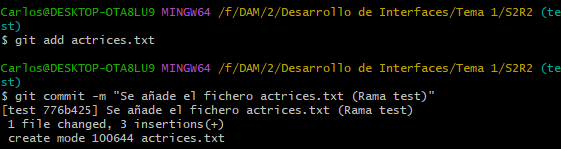 Carlos@DESKTOP-OTA8LU9 MINGW64 /f/DAM/2/Desarrollo de Interfaces/Tema 1/S2R2 (te
st)
$ git add actrices.txt
Carlos@DESKTOP-OTA8LU9 MINGW64 /f/DAM/2/Desarrollo de Interfaces/Tema 1/S2R2 (te
st)
$ git commit -m "Se añade el fichero actrices.txt (Rama test)"
[test 776b425] Se añade el fichero actrices.txt (Rama test)
 1 file changed, 3 insertions(+)
 create mode 100644 actrices.txt